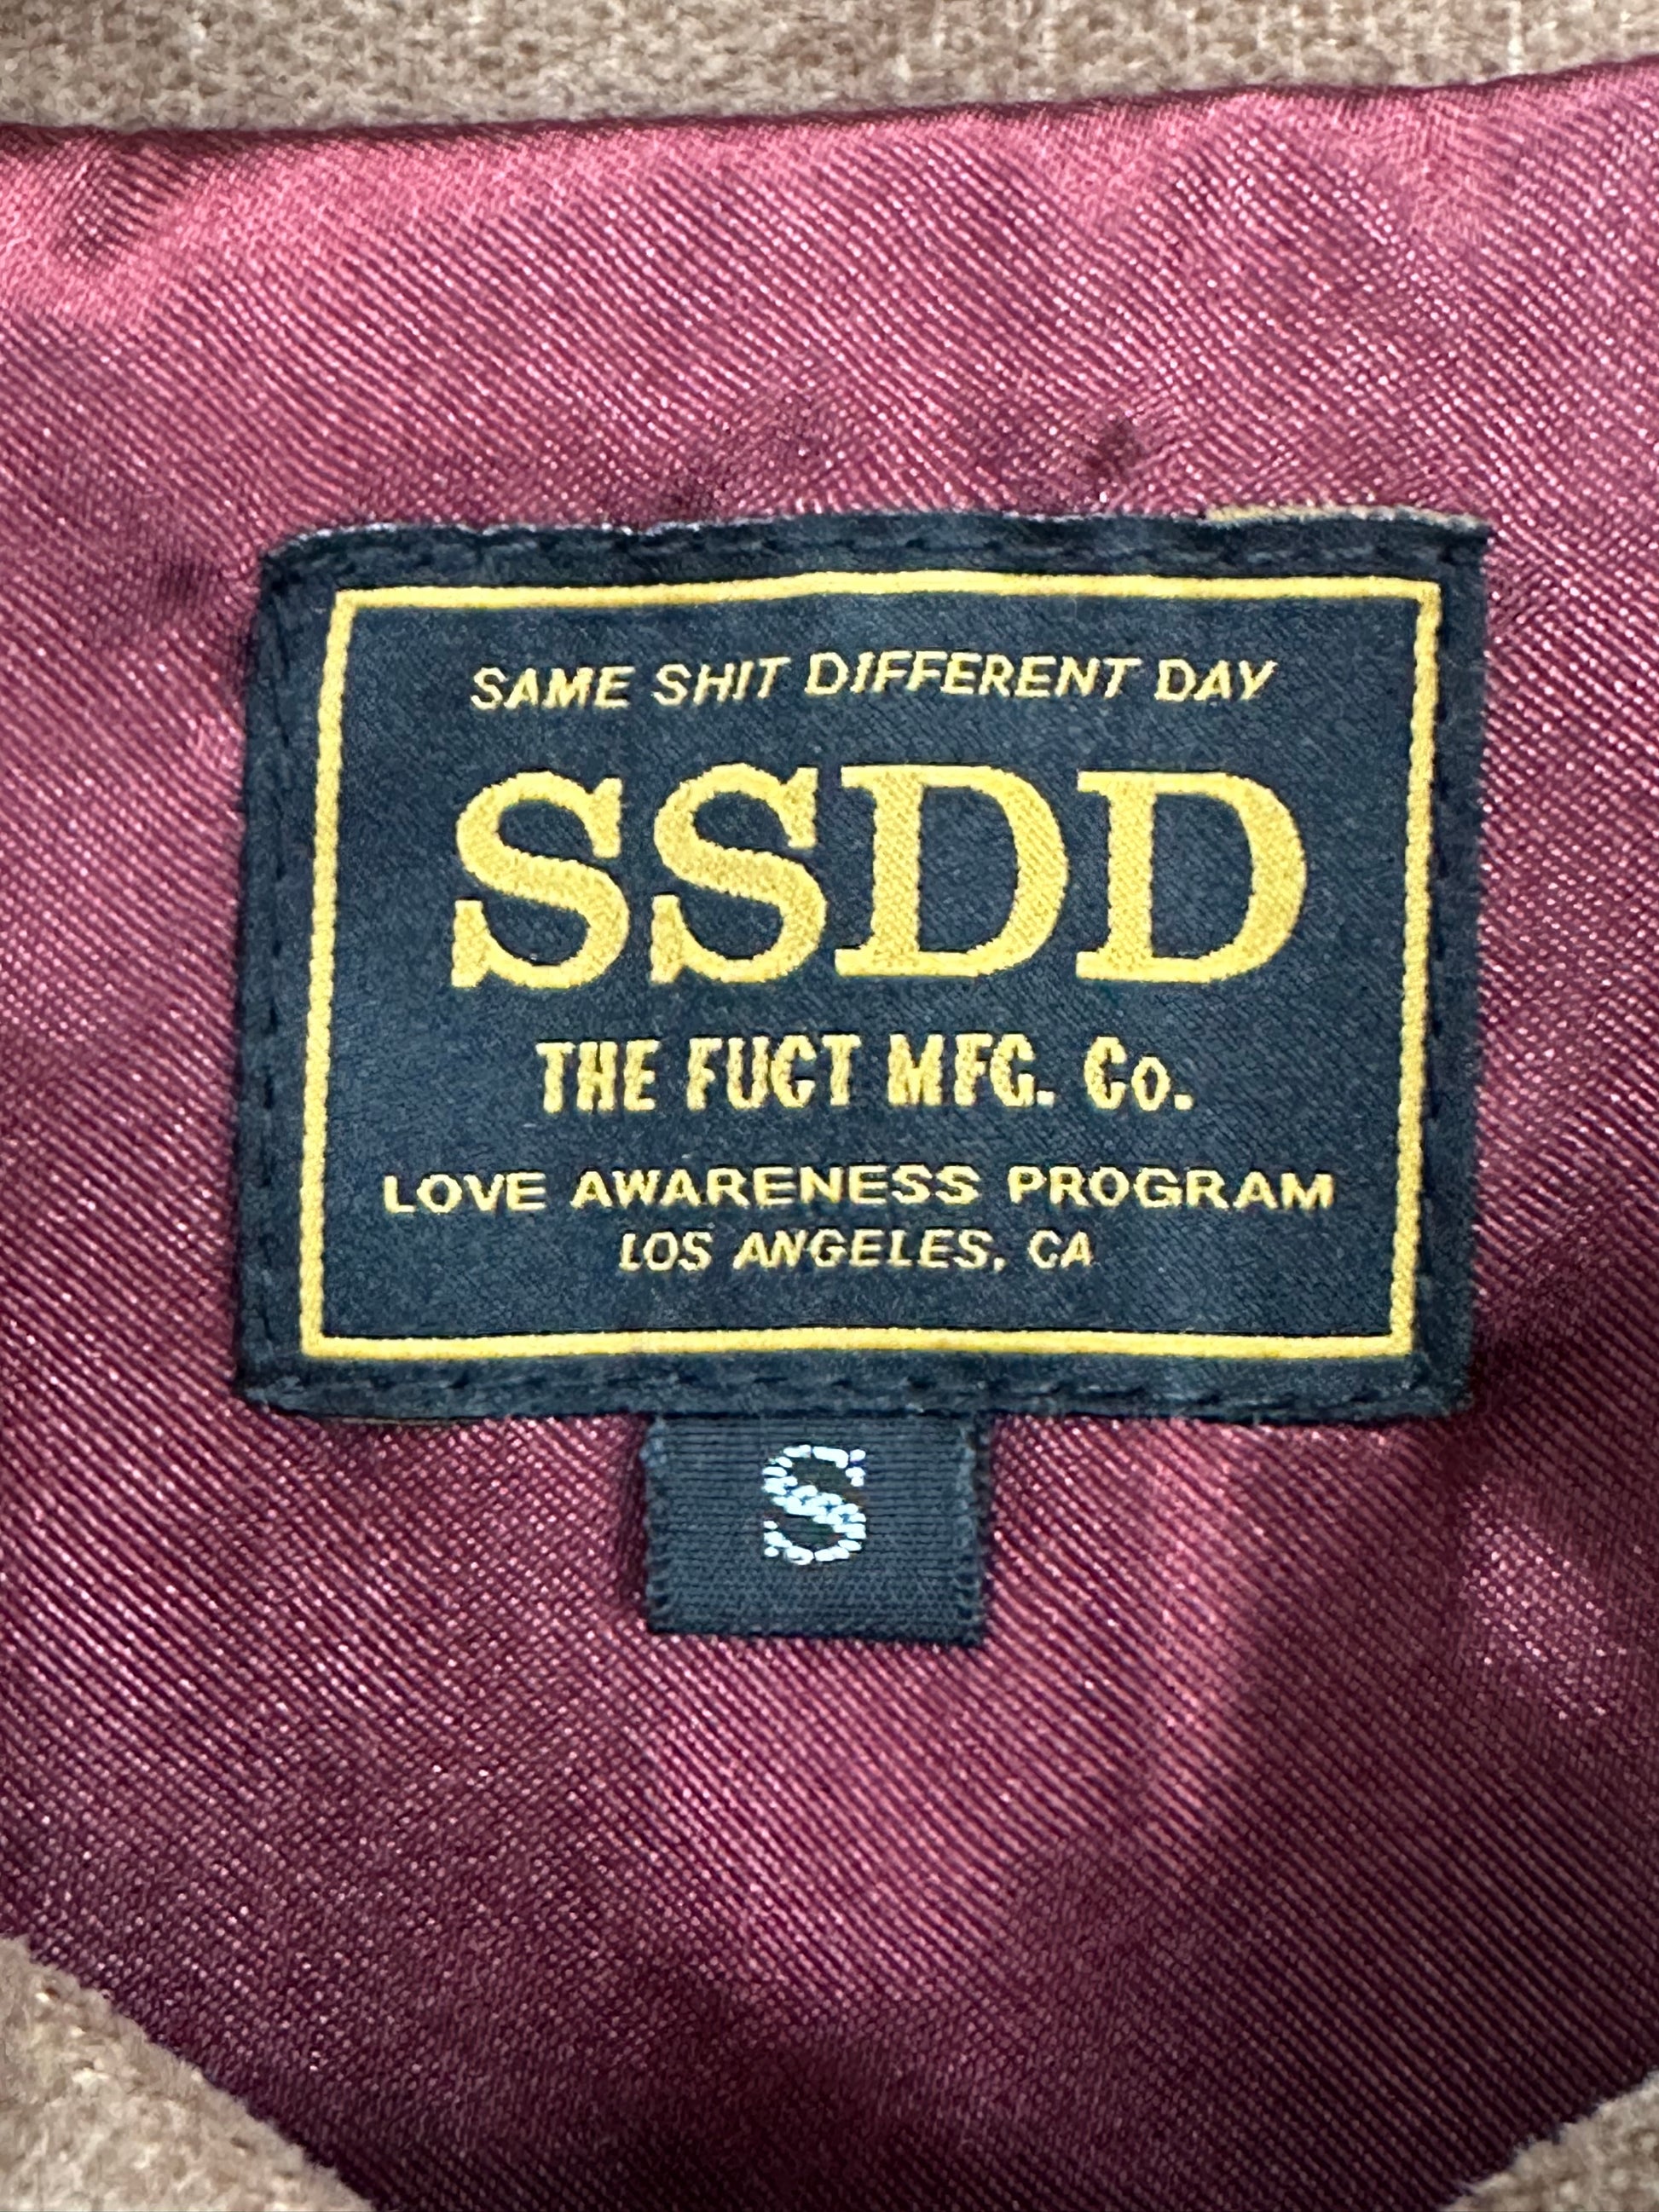 SAME SHIT DIFFERENT DAY
SSDD
THE FUCT MFG. Co.
LOVE AWARENESS PROGRAM
LOS ANGELES, CA
S